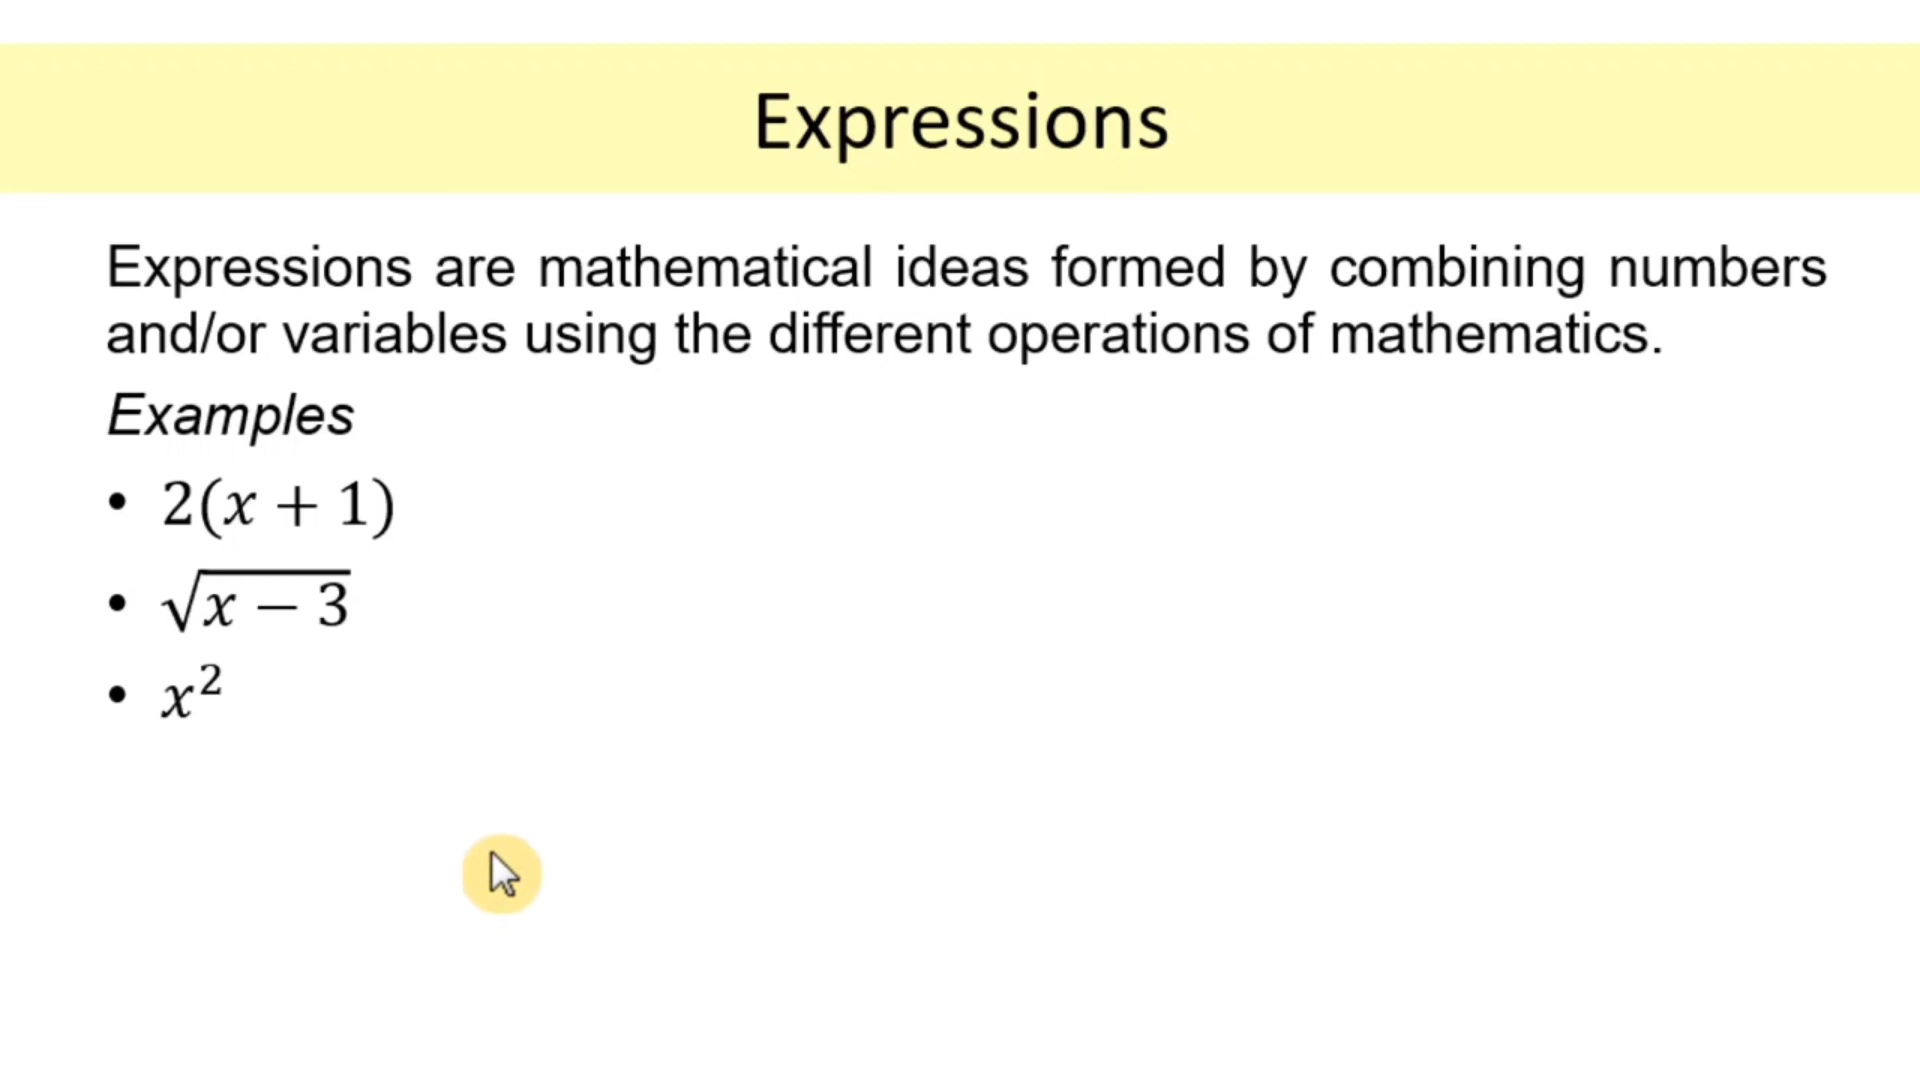 Expressions
Expressions are mathematical ideas formed by combining numbers
and/or variables using the different operations of mathematics.
Examples
• 2(x + 1)
• √(x − 3)
• x²